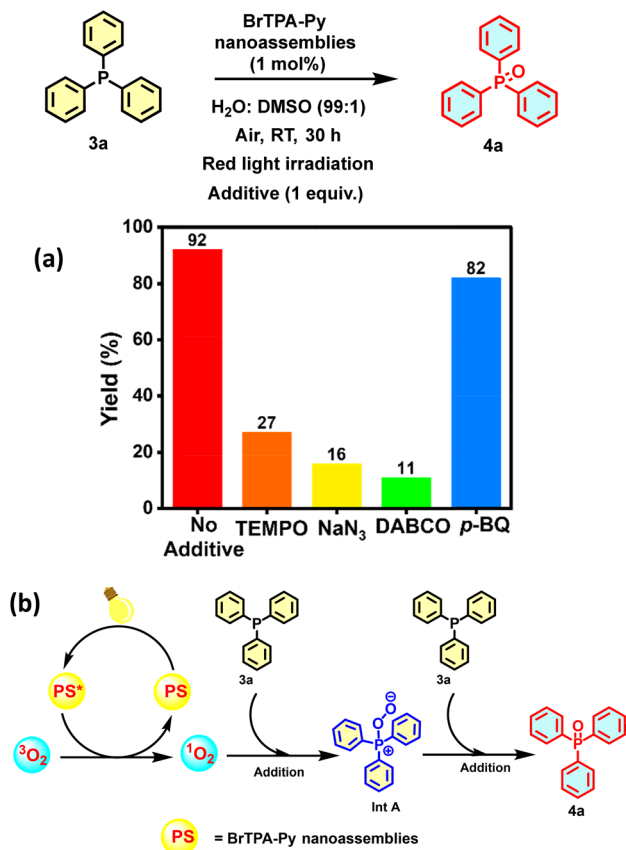 BrTPA-Py
nanoassemblies
(1 mol%)
H₂O: DMSO (99:1)
Air, RT, 30 h
Red light irradiation
Additive (1 equiv.)
P
3a
P
O
4a
(a)
Yield (%)
100
80
60
40
20
0
92
27
16
11
82
No
Additive
TEMPO
NaN₃
DABCO
p-BQ
(b)
PS*
PS
³O₂
¹O₂
P
3a
Addition
⊖
O
O
P
⊕
Int A
P
3a
Addition
O
P
4a
PS = BrTPA-Py nanoassemblies